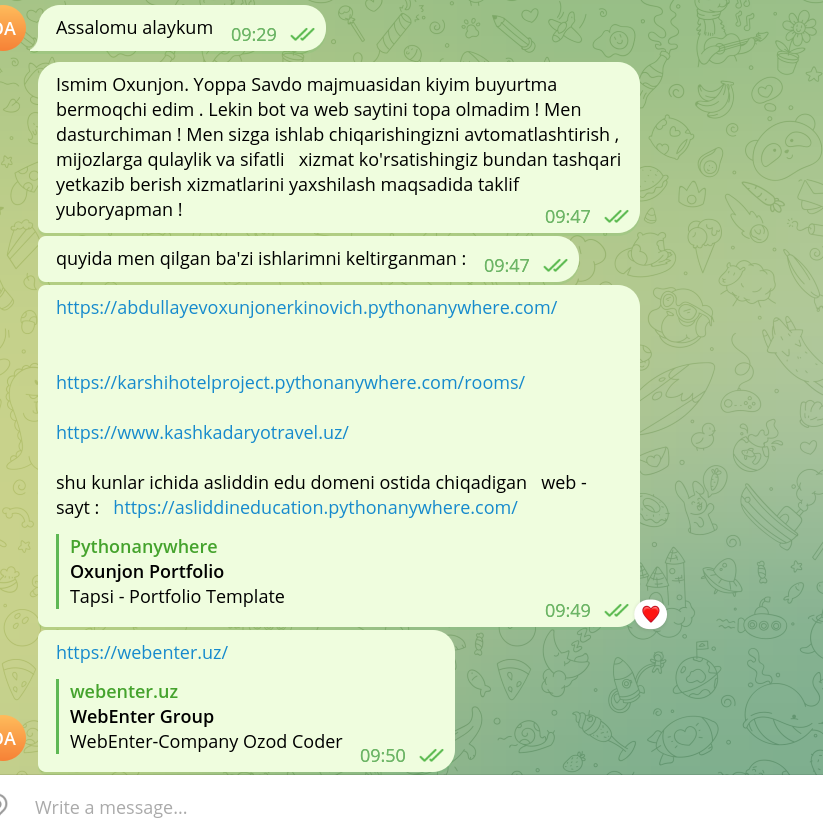 Assalomu alaykum 09:29
Ismim Oxunjon. Yoppa Savdo majmuasidan kiyim buyurtma
bermoqchi edim . Lekin bot va web saytini topa olmadim ! Men
dasturchiman ! Men sizga ishlab chiqarishingizni avtomatlashtirish ,
mijozlarga qulaylik va sifatli xizmat ko'rsatishingiz bundan tashqari
yetkazib berish xizmatlarini yaxshilash maqsadida taklif
yuboryapman ! 09:47
quyida men qilgan ba'zi ishlarimni keltirganman : 09:47
https://abdullayevoxunjonerkinovich.pythonanywhere.com/
https://karshihotelproject.pythonanywhere.com/rooms/
https://www.kashkadaryotravel.uz/
shu kunlar ichida asliddin edu domeni ostida chiqadigan web -
sayt : https://asliddineducation.pythonanywhere.com/
Pythonanywhere
Oxunjon Portfolio
Tapsi - Portfolio Template
09:49
https://webenter.uz/
webenter.uz
WebEnter Group
WebEnter-Company Ozod Coder 09:50
OA
Write a message...